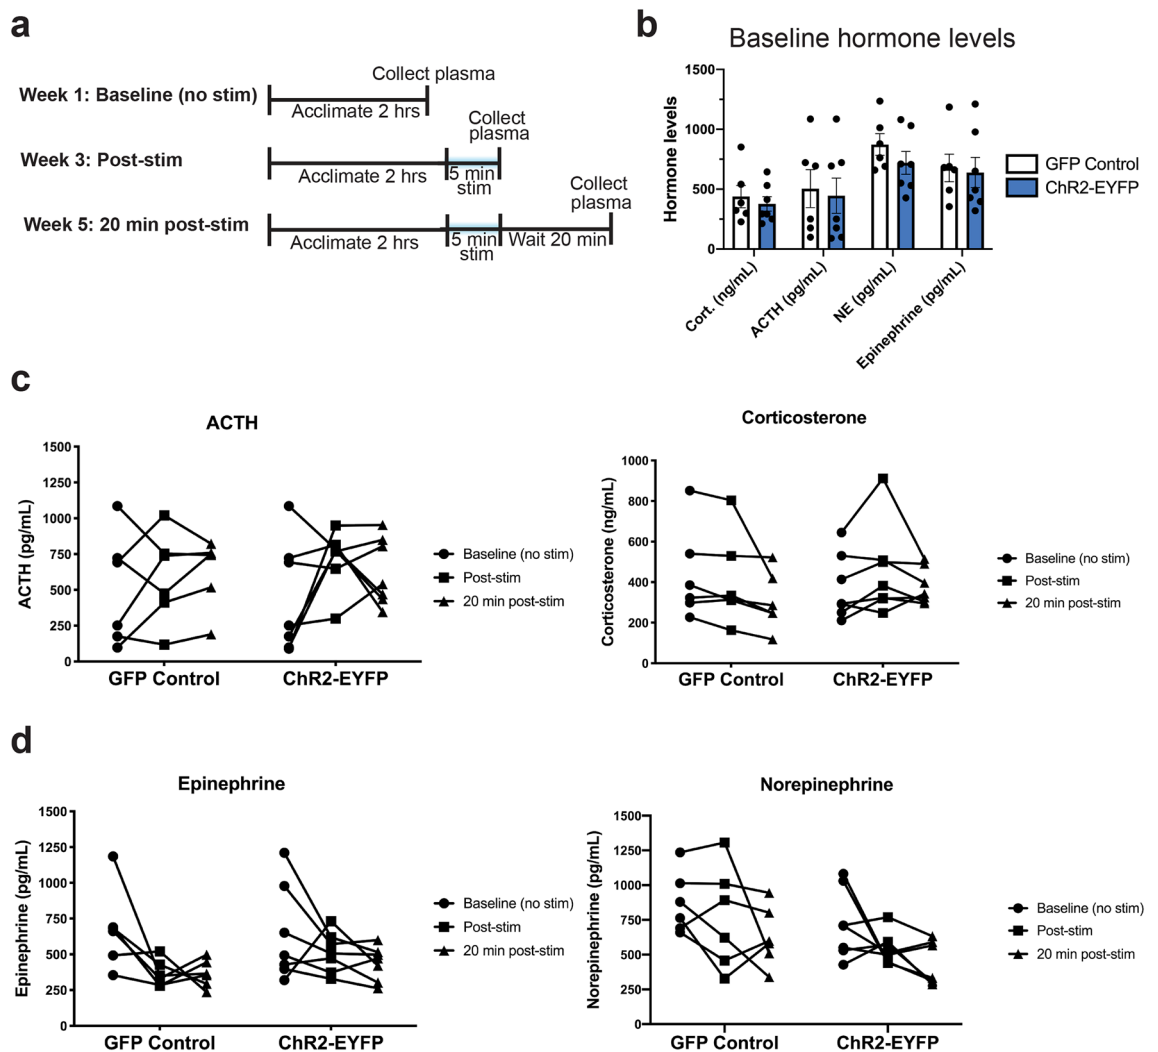 a
Collect plasma
Week 1: Baseline (no stim)
Acclimate 2 hrs
Collect
plasma
Week 3: Post-stim
Acclimate 2 hrs
5 min
stim
Collect
plasma
Week 5: 20 min post-stim
Acclimate 2 hrs
5 min
stim
Wait 20 min
b
Baseline hormone levels
Hormone levels
1500
1000
500
0
Cort. (ng/mL)
ACTH (pg/mL)
NE (pg/mL)
Epinephrine (pg/mL)
GFP Control
ChR2-EYFP
c
ACTH
ACTH (pg/mL)
1500
1250
1000
750
500
250
0
GFP Control
ChR2-EYFP
Baseline (no stim)
Post-stim
20 min post-stim
Corticosterone
Corticosterone (ng/mL)
1000
800
600
400
200
0
GFP Control
ChR2-EYFP
Baseline (no stim)
Post-stim
20 min post-stim
d
Epinephrine
Epinephrine (pg/mL)
1500
1250
1000
750
500
250
0
GFP Control
ChR2-EYFP
Baseline (no stim)
Post-stim
20 min post-stim
Norepinephrine
Norepinephrine (pg/mL)
1500
1250
1000
750
500
250
0
GFP Control
ChR2-EYFP
Baseline (no stim)
Post-stim
20 min post-stim